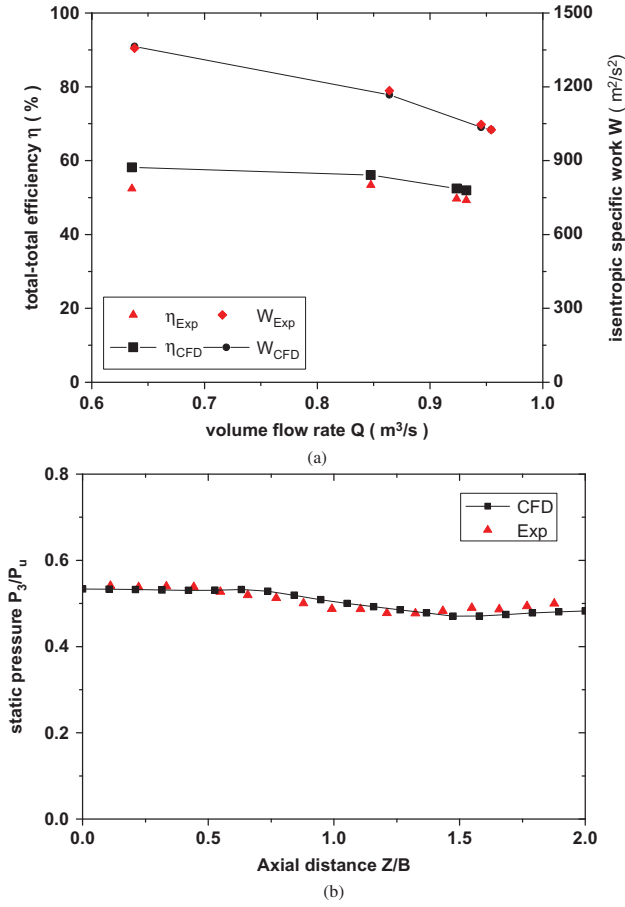 100
80
60
40
20
0
total-total efficiency η ( % )
1500
1200
900
600
300
0
isentropic specific work W ( m²/s²)
η_Exp
W_Exp
η_CFD
W_CFD
0.6
0.7
0.8
0.9
1.0
volume flow rate Q ( m³/s )
(a)
0.8
0.6
0.4
0.2
0.0
static pressure P₃/Pᵤ
CFD
Exp
0.0
0.5
1.0
1.5
2.0
Axial distance Z/B
(b)